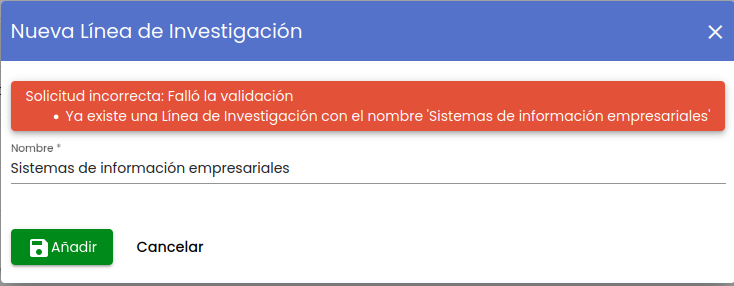 Nueva Línea de Investigación
Solicitud incorrecta: Falló la validación
• Ya existe una Línea de Investigación con el nombre 'Sistemas de información empresariales'
Nombre *
Sistemas de información empresariales
Añadir Cancelar